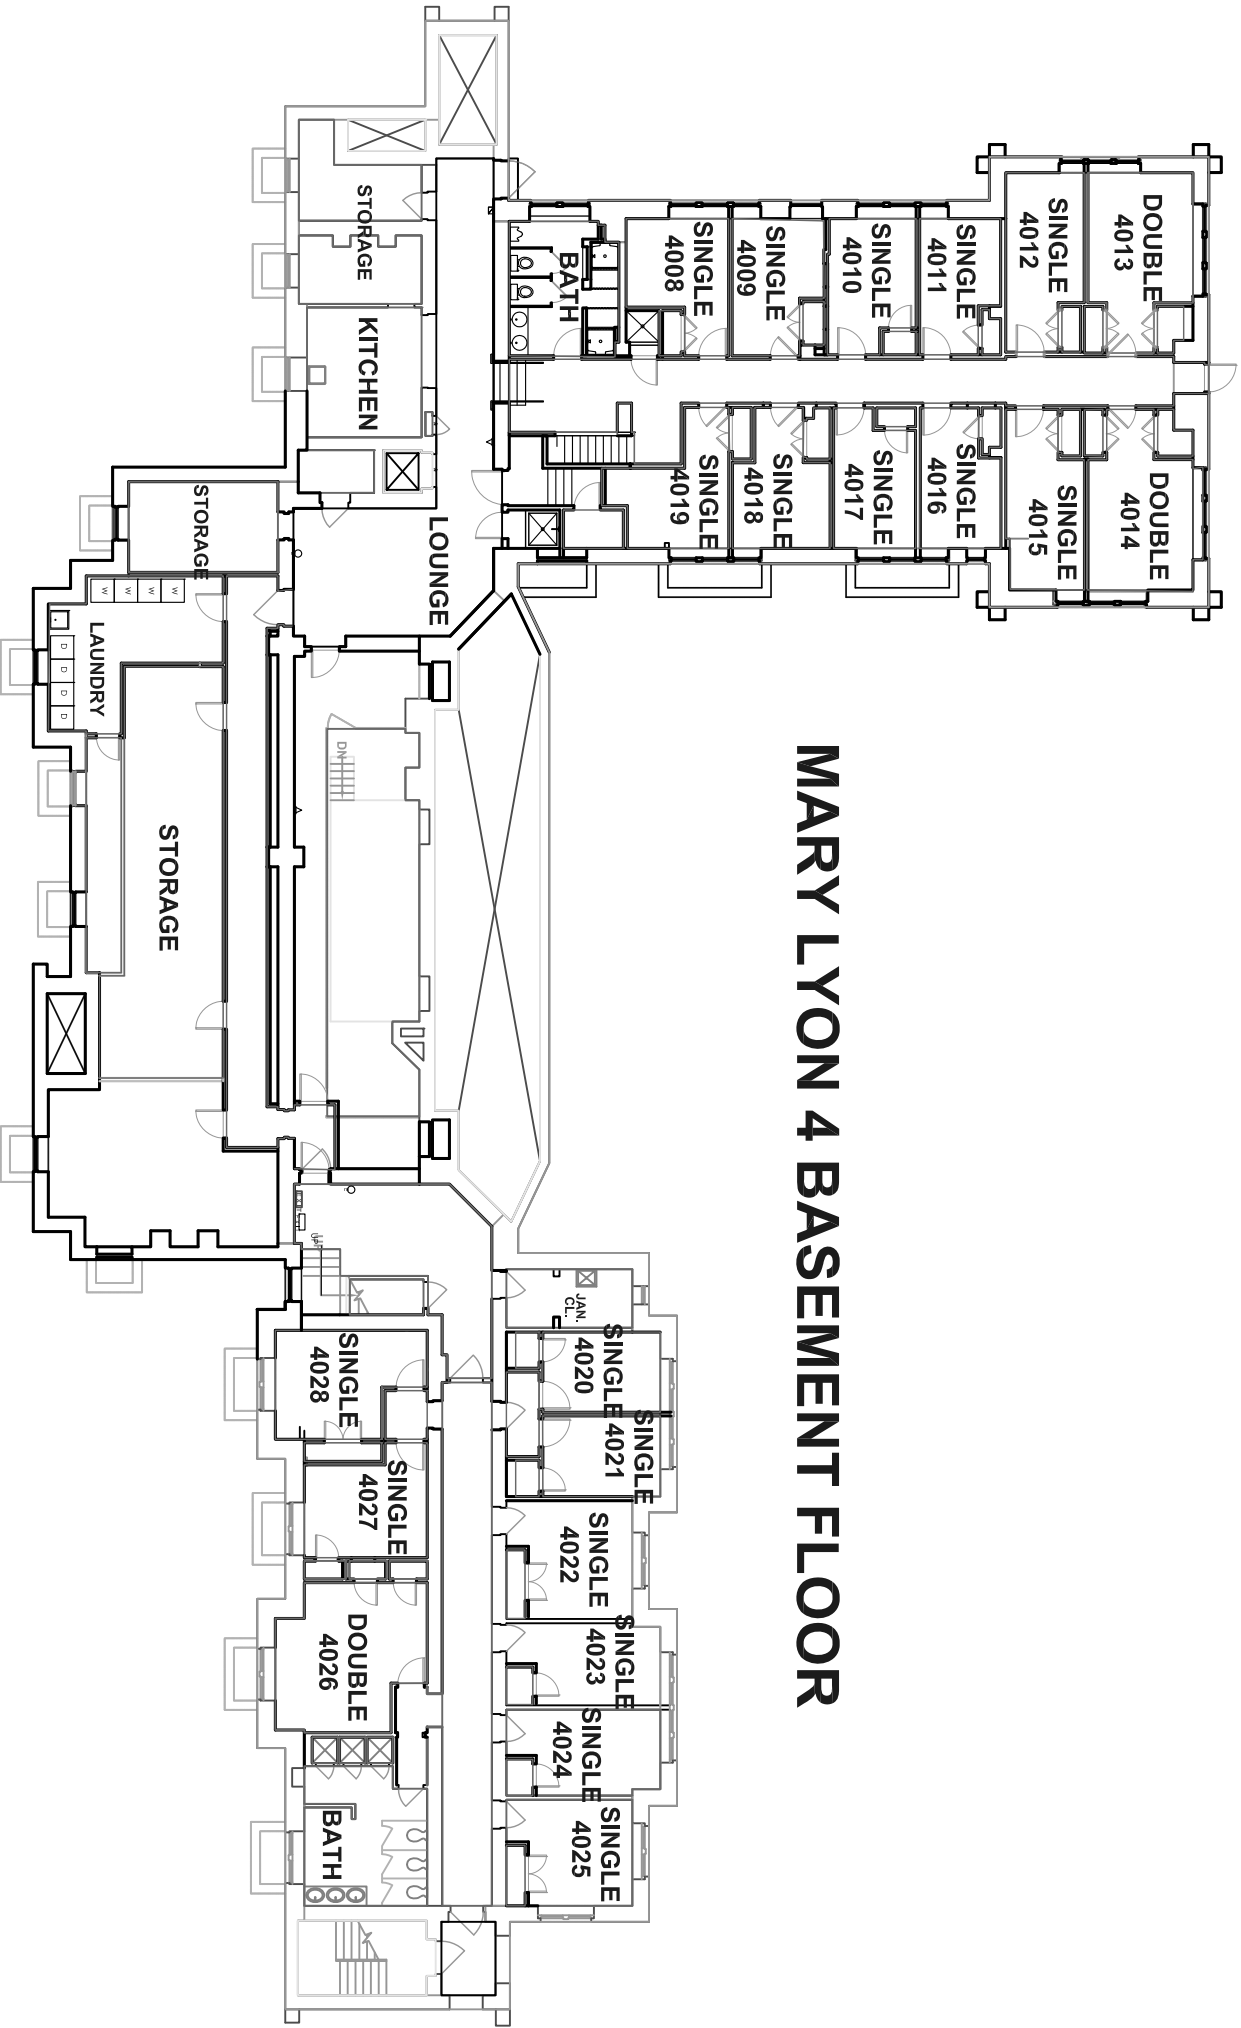 MARY LYON 4 BASEMENT FLOOR
DOUBLE
4013
SINGLE
4012
SINGLE
4011
SINGLE
4010
SINGLE
4009
SINGLE
4008
BATH
DOUBLE
4014
SINGLE
4015
SINGLE
4016
SINGLE
4017
SINGLE
4018
SINGLE
4019
STORAGE
KITCHEN
LOUNGE
STORAGE
W
W
W
W
LAUNDRY
D
D
D
D
STORAGE
DN
UP
UP
JAN.
CL.
SINGLE
4020
SINGLE
4021
SINGLE
4022
SINGLE
4023
SINGLE
4024
SINGLE
4025
SINGLE
4028
SINGLE
4027
DOUBLE
4026
BATH